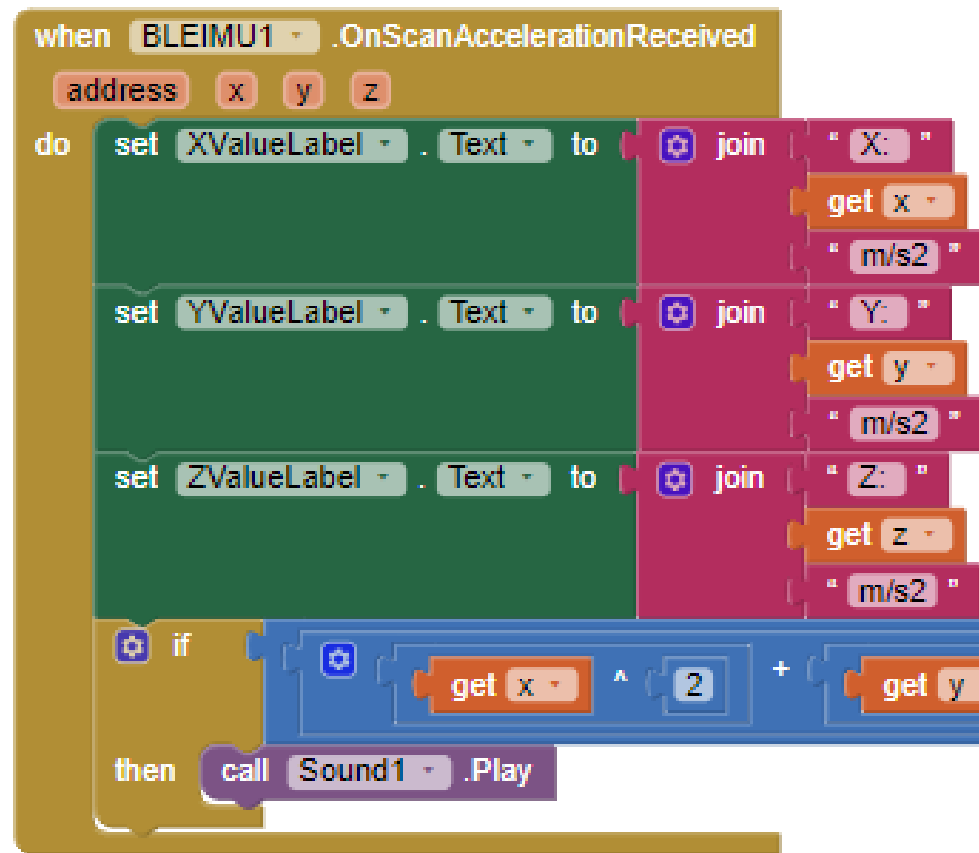 when BLEIMU1 .OnScanAccelerationReceived
address x y z
do set XValueLabel . Text to join " X: "
get x
" m/s2 "
set YValueLabel . Text to join " Y: "
get y
" m/s2 "
set ZValueLabel . Text to join " Z: "
get z
" m/s2 "
if get x ^ 2 + get y
then call Sound1 .Play